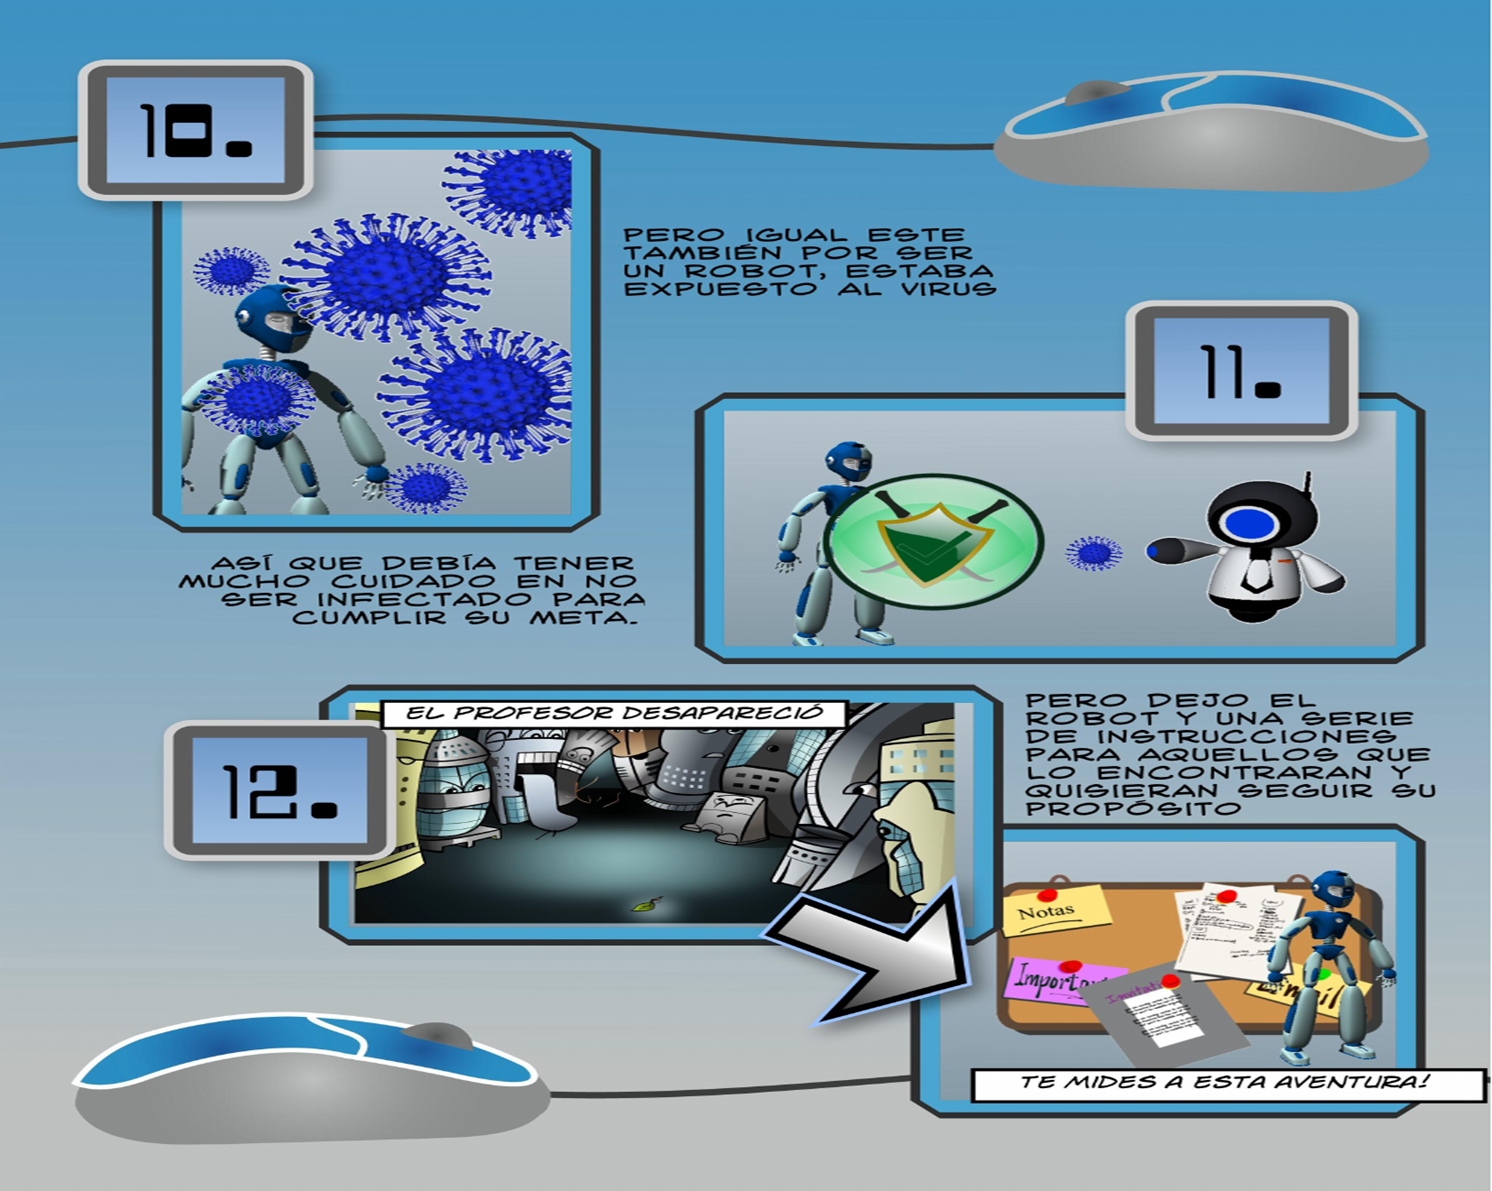 10.
PERO IGUAL ESTE
TAMBIÉN POR SER
UN ROBOT, ESTABA
EXPUESTO AL VIRUS
11.
ASÍ QUE DEBÍA TENER
MUCHO CUIDADO EN NO
SER INFECTADO PARA
CUMPLIR SU META.
12.
EL PROFESOR DESAPARECIÓ
PERO DEJO EL
ROBOT Y UNA SERIE
DE INSTRUCCIONES
PARA AQUELLOS QUE
LO ENCONTRARAN Y
QUISIERAN SEGUIR SU
PROPÓSITO
Notas
TE MIDES A ESTA AVENTURA!